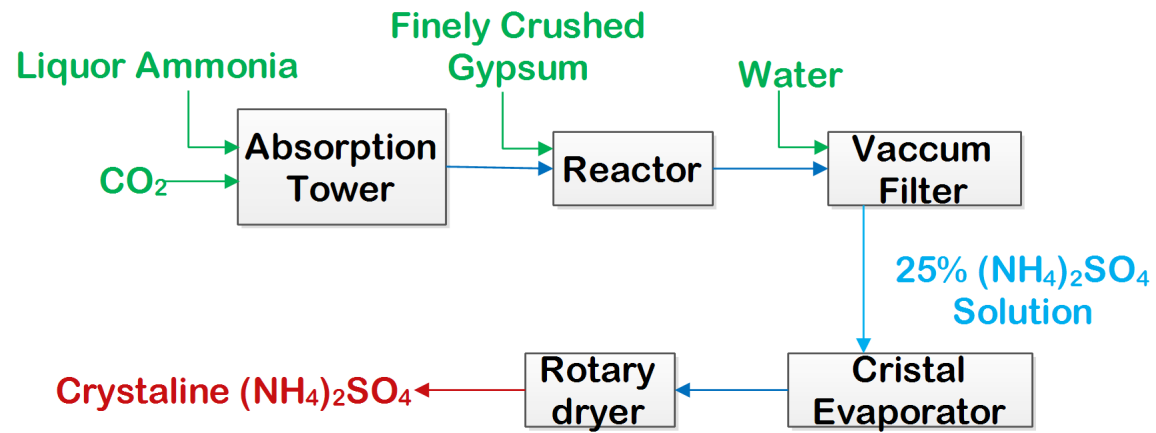 Finely Crushed
Gypsum
Liquor Ammonia
Water
CO₂
Absorption
Tower
Reactor
Vaccum
Filter
25% (NH₄)₂SO₄
Solution
Cristal
Evaporator
Rotary
dryer
Crystaline (NH₄)₂SO₄